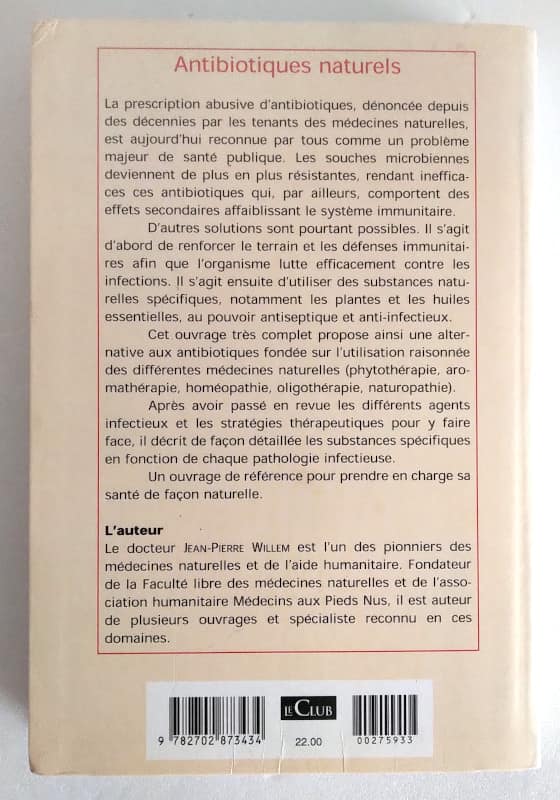 Antibiotiques naturels
La prescription abusive d'antibiotiques, dénoncée depuis
des décennies par les tenants des médecines naturelles,
est aujourd'hui reconnue par tous comme un problème
majeur de santé publique. Les souches microbiennes
deviennent de plus en plus résistantes, rendant ineffica-
ces ces antibiotiques qui, par ailleurs, comportent des
effets secondaires affaiblissant le système immunitaire.
D'autres solutions sont pourtant possibles. Il s'agit
d'abord de renforcer le terrain et les défenses immunitai-
res afin que l'organisme lutte efficacement contre les
infections. Il s'agit ensuite d'utiliser des substances natu-
relles spécifiques, notamment les plantes et les huiles
essentielles, au pouvoir antiseptique et anti-infectieux.
Cet ouvrage très complet propose ainsi une alter-
native aux antibiotiques fondée sur l'utilisation raisonnée
des différentes médecines naturelles (phytothérapie, aro-
mathérapie, homéopathie, oligothérapie, naturopathie).
Après avoir passé en revue les différents agents
infectieux et les stratégies thérapeutiques pour y faire
face, il décrit de façon détaillée les substances spécifiques
en fonction de chaque pathologie infectieuse.
Un ouvrage de référence pour prendre en charge sa
santé de façon naturelle.
L'auteur
Le docteur JEAN-PIERRE WILLEM est l'un des pionniers des
médecines naturelles et de l'aide humanitaire. Fondateur
de la Faculté libre des médecines naturelles et de l'asso-
ciation humanitaire Médecins aux Pieds Nus, il est auteur
de plusieurs ouvrages et spécialiste reconnu en ces
domaines.
LE CLUB
9 782702 873434
22.00
00275933